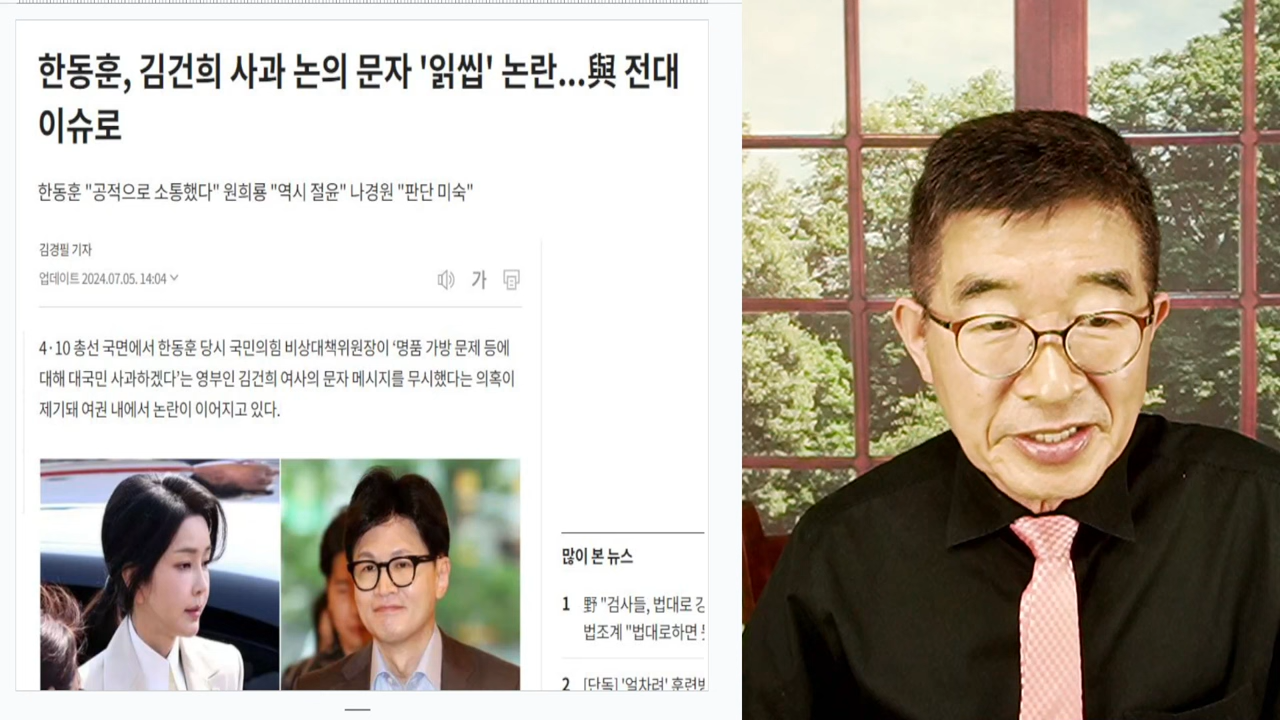 한동훈, 김건희 사과 논의 문자 '읽씹' 논란...與 전대
이슈로
한동훈 "공적으로 소통했다" 원희룡 "역시 절윤" 나경원 "판단 미숙"
김경필 기자
업데이트 2024.07.05. 14:04
가
4·10 총선 국면에서 한동훈 당시 국민의힘 비상대책위원장이 '명품 가방 문제 등에
대해 대국민 사과하겠다'는 영부인 김건희 여사의 문자 메시지를 무시했다는 의혹이
제기돼 여권 내에서 논란이 이어지고 있다.
많이 본 뉴스
1 野 "검사들, 법대로
법조계 "법대로하면
2 [단독] '얼차려'